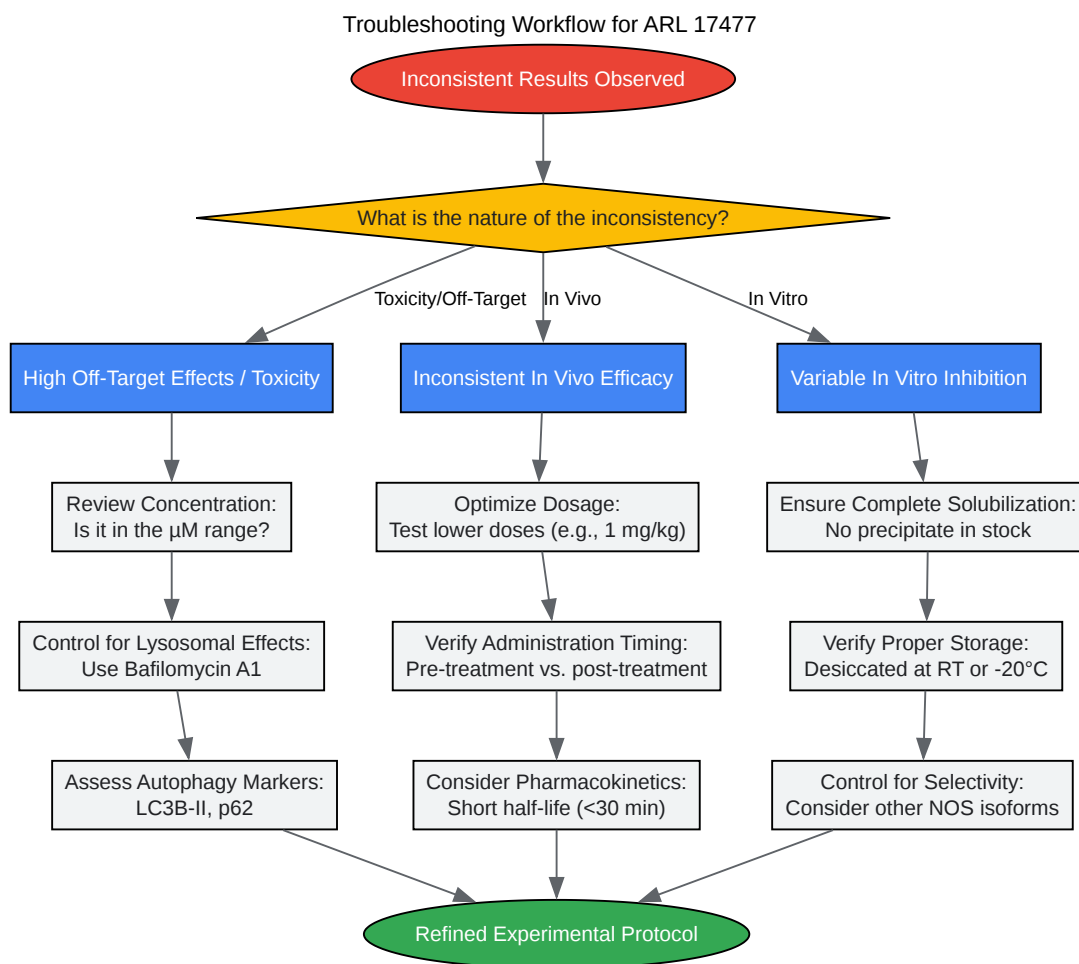 Troubleshooting Workflow for ARL 17477
Inconsistent Results Observed
What is the nature of the inconsistency?
Toxicity/Off-Target
In Vivo
In Vitro
High Off-Target Effects / Toxicity
Inconsistent In Vivo Efficacy
Variable In Vitro Inhibition
Review Concentration:
Is it in the µM range?
Optimize Dosage:
Test lower doses (e.g., 1 mg/kg)
Ensure Complete Solubilization:
No precipitate in stock
Control for Lysosomal Effects:
Use Bafilomycin A1
Verify Administration Timing:
Pre-treatment vs. post-treatment
Verify Proper Storage:
Desiccated at RT or -20°C
Assess Autophagy Markers:
LC3B-II, p62
Consider Pharmacokinetics:
Short half-life (<30 min)
Control for Selectivity:
Consider other NOS isoforms
Refined Experimental Protocol